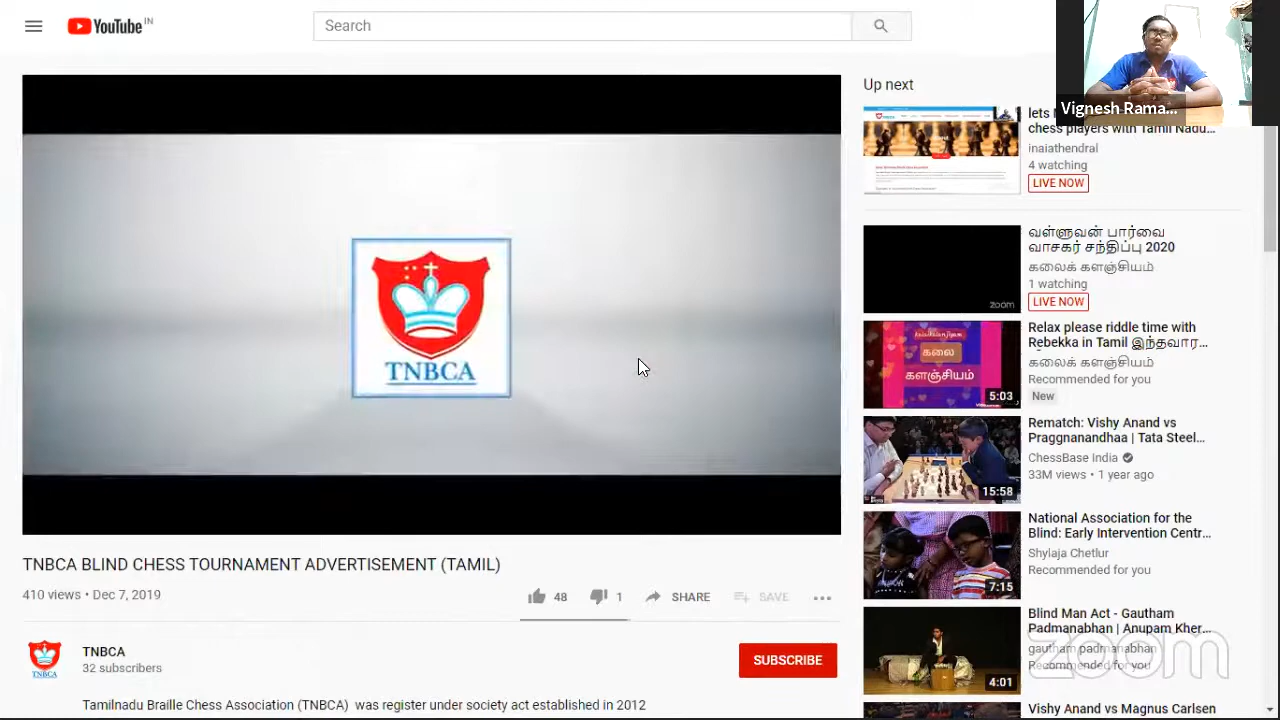 YouTube IN
Search
Vignesh Rama...
TNBCA
TNBCA BLIND CHESS TOURNAMENT ADVERTISEMENT (TAMIL)
410 views • Dec 7, 2019
48
1
SHARE
SAVE
TNBCA
32 subscribers
SUBSCRIBE
Tamilnadu Braille Chess Association (TNBCA) was register under society act established in 2012
Up next
lets
chess players with Tamil Nadu...
inaiathendral
4 watching
LIVE NOW
zoom
வள்ளுவன் பார்வை
வாசகர் சந்திப்பு 2020
கலைக் களஞ்சியம்
1 watching
LIVE NOW
கலை
களஞ்சியம்
5:03
Relax please riddle time with
Rebekka in Tamil இந்தவார...
கலைக் களஞ்சியம்
Recommended for you
New
15:58
Rematch: Vishy Anand vs
Praggnanandhaa | Tata Steel...
ChessBase India
33M views • 1 year ago
7:15
National Association for the
Blind: Early Intervention Centr...
Shylaja Chetlur
Recommended for you
4:01
Blind Man Act - Gautham
Padmanabhan | Anupam Kher...
gautham padmanabhan
Recommended for you
Vishy Anand vs Magnus Carlsen
zoom